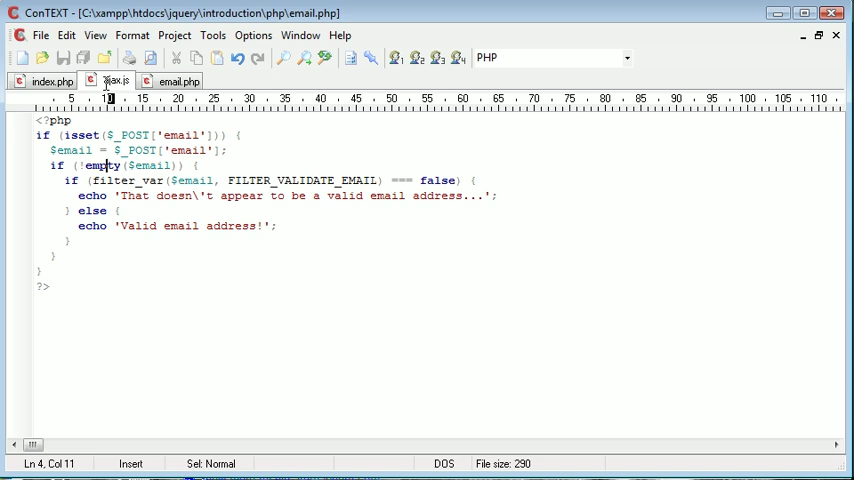 ConTEXT - [C:\xampp\htdocs\jquery\introduction\php\email.php]
File Edit View Format Project Tools Options Window Help
1 2 3 4 PHP
index.php ajax.js email.php
5 10 15 20 25 30 35 40 45 50 55 60 65 70 75 80 85 90 95 100 105 110
<?php
if (isset($_POST['email'])) {
$email = $_POST['email'];
if (!empty($email)) {
if (filter_var($email, FILTER_VALIDATE_EMAIL) === false) {
echo 'That doesn\'t appear to be a valid email address...';
} else {
echo 'Valid email address!';
}
}
}
?>
Ln 4, Col 11 Insert Sel: Normal DOS File size: 290